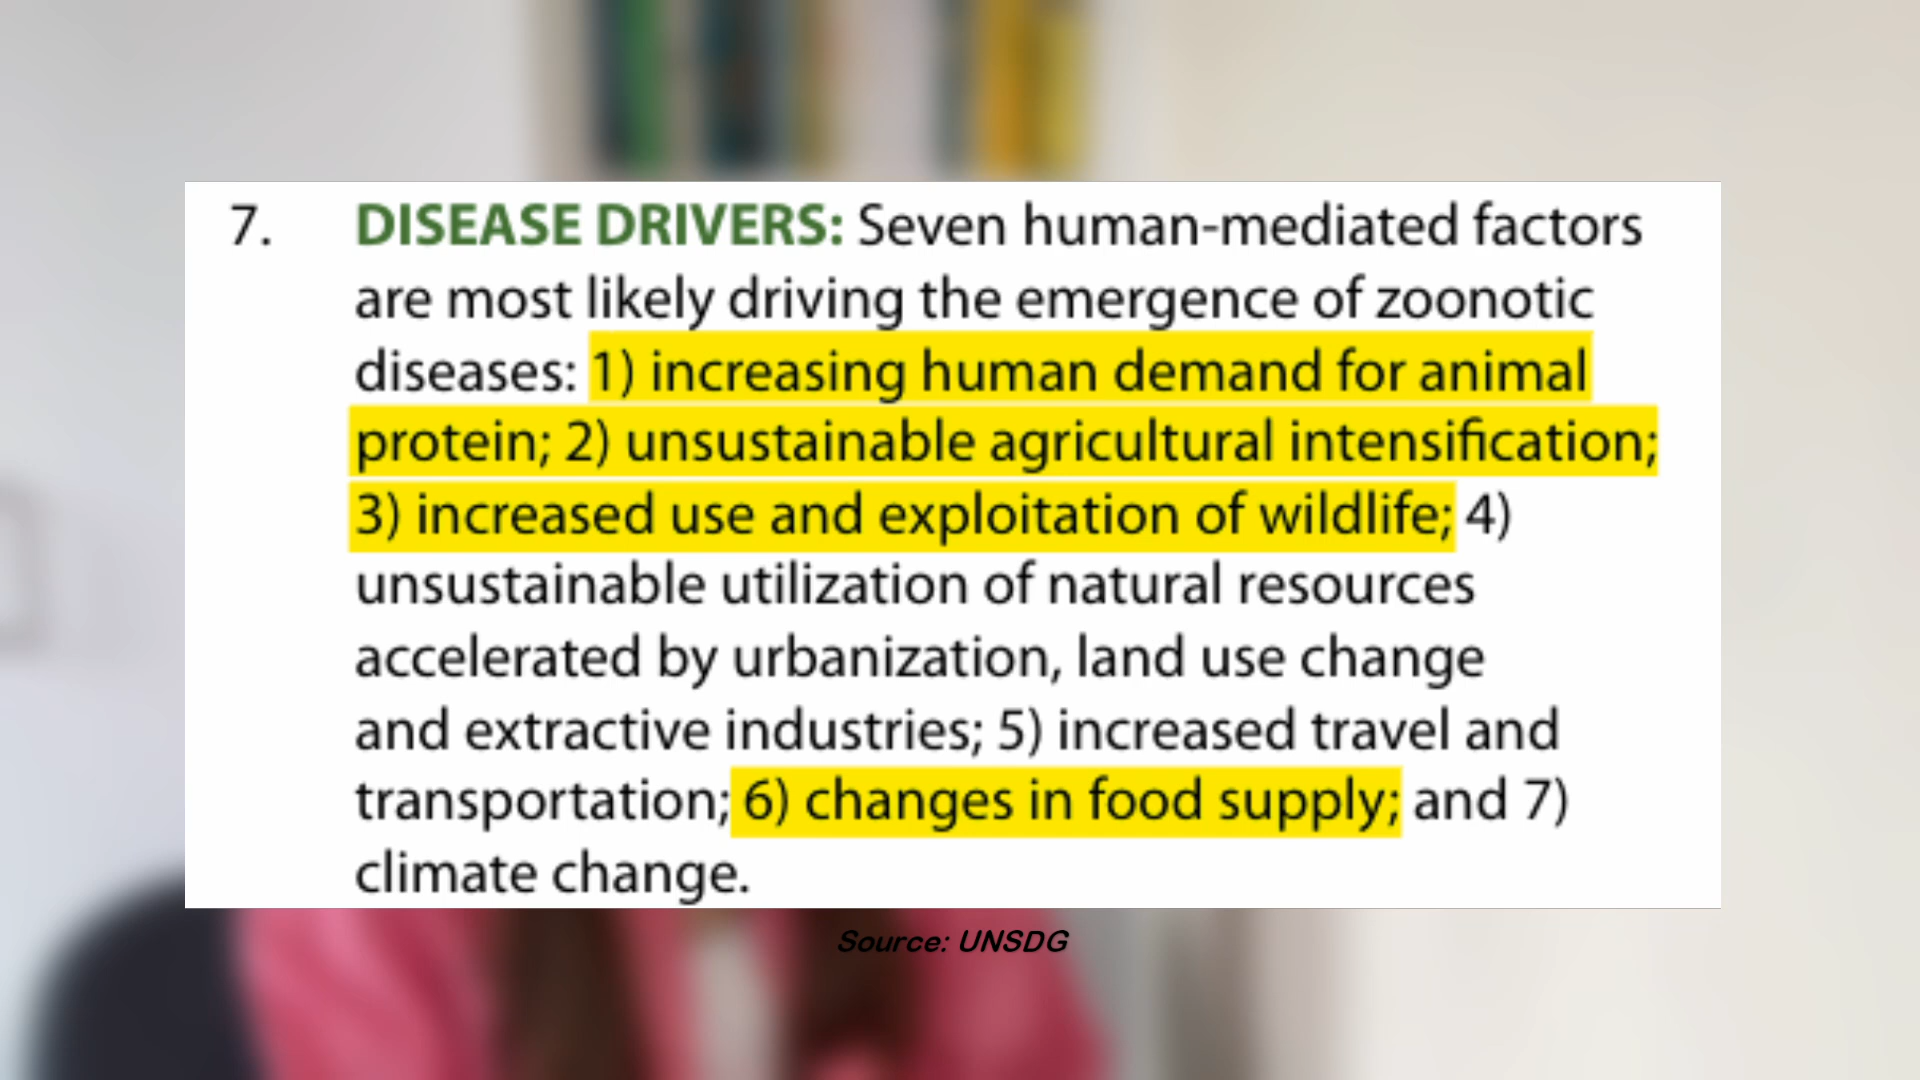 7. DISEASE DRIVERS: Seven human-mediated factors
are most likely driving the emergence of zoonotic
diseases: 1) increasing human demand for animal
protein; 2) unsustainable agricultural intensification;
3) increased use and exploitation of wildlife; 4)
unsustainable utilization of natural resources
accelerated by urbanization, land use change
and extractive industries; 5) increased travel and
transportation; 6) changes in food supply; and 7)
climate change.
Source: UNSDG